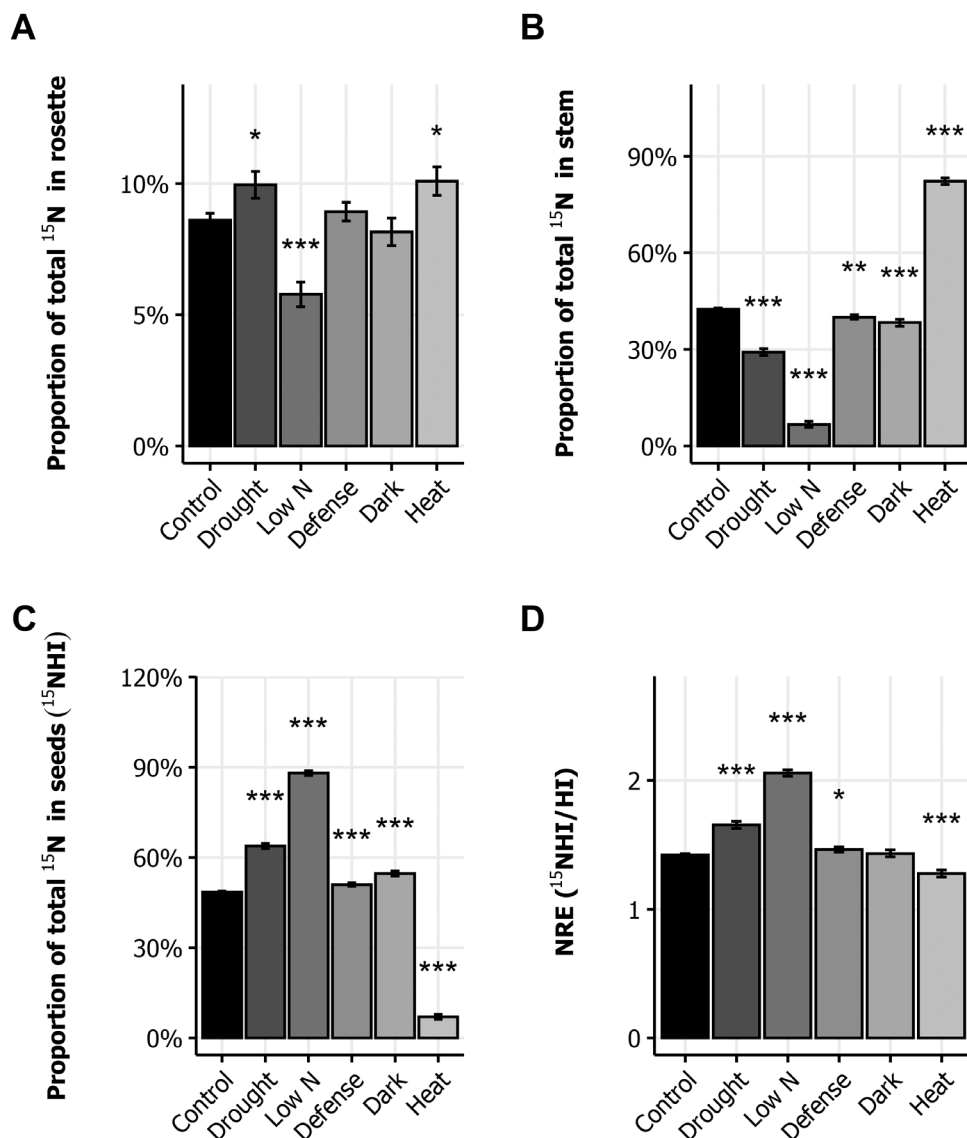 A
Proportion of total ¹⁵N in rosette
10%
5%
0%
*
***
*
Control
Drought
Low N
Defense
Dark
Heat
B
Proportion of total ¹⁵N in stem
90%
60%
30%
0%
***
***
**
***
***
Control
Drought
Low N
Defense
Dark
Heat
C
Proportion of total ¹⁵N in seeds (¹⁵NHI)
120%
90%
60%
30%
0%
***
***
***
***
***
Control
Drought
Low N
Defense
Dark
Heat
D
NRE (¹⁵NHI/HI)
2
1
0
***
***
*
***
Control
Drought
Low N
Defense
Dark
Heat